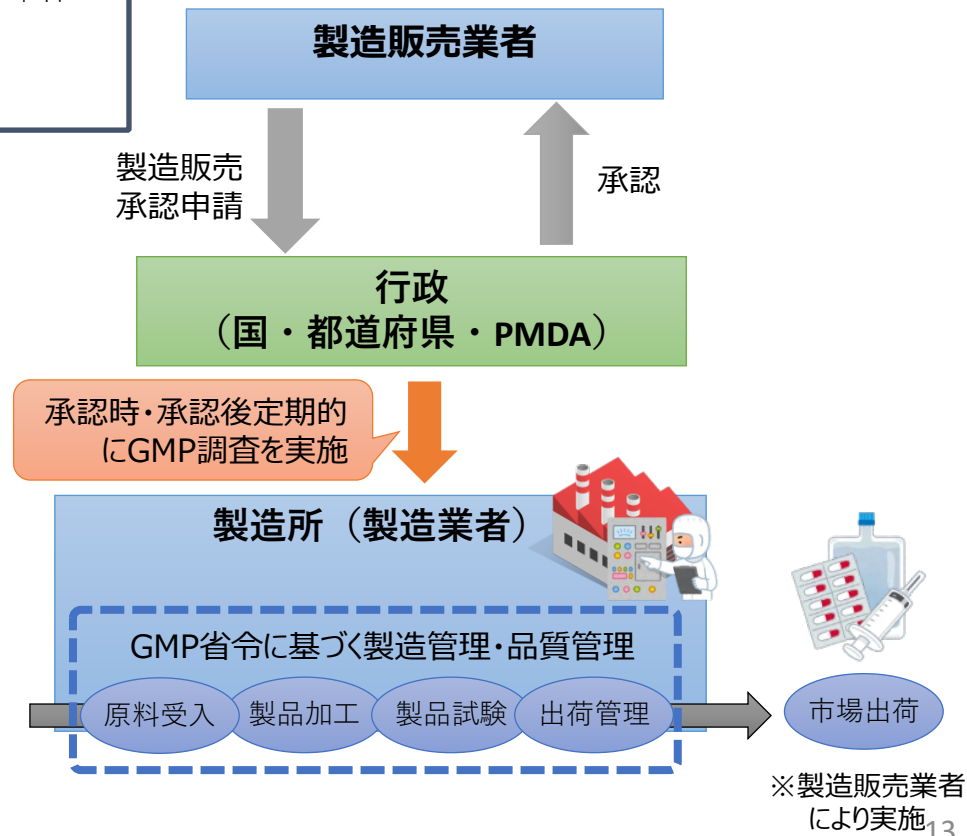 製造販売業者
製造販売
承認申請
承認
行政
（国・都道府県・PMDA）
承認時・承認後定期的
にGMP調査を実施
製造所（製造業者）
GMP省令に基づく製造管理・品質管理
原料受入
製品加工
製品試験
出荷管理
市場出荷
※製造販売業者
により実施
13